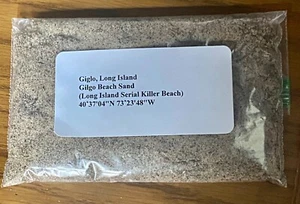 Giglo, Long Island
Gilgo Beach Sand
(Long Island Serial Killer Beach)
40°37'04"N 73°23'48"W